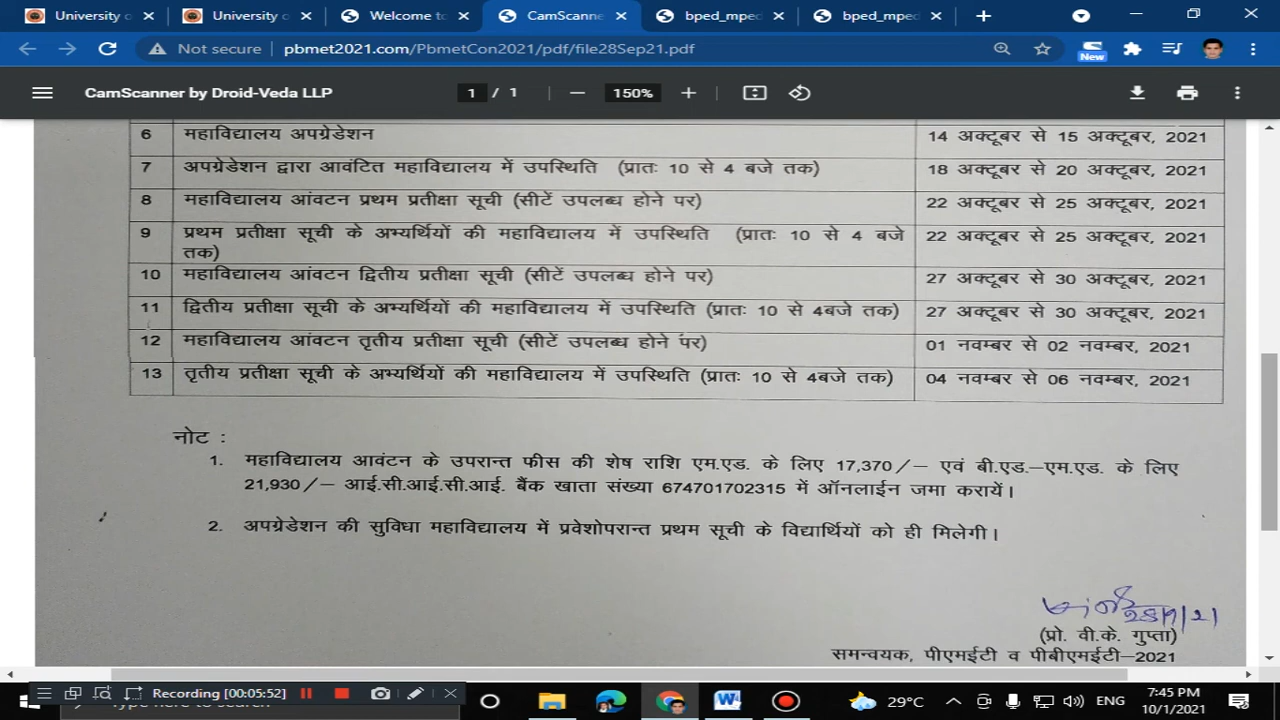 University o
University o
Welcome to
CamScanne
bped_mped
bped_mped
Not secure
pbmet2021.com/PbmetCon2021/pdf/file28Sep21.pdf
New
CamScanner by Droid-Veda LLP
1 / 1
150%
6 महाविद्यालय अपग्रेडेशन 14 अक्टूबर से 15 अक्टूबर, 2021
7 अपग्रेडेशन द्वारा आवंटित महाविद्यालय में उपस्थिति (प्रातः 10 से 4 बजे तक) 18 अक्टूबर से 20 अक्टूबर, 2021
8 महाविद्यालय आंवटन प्रथम प्रतीक्षा सूची (सीटें उपलब्ध होने पर) 22 अक्टूबर से 25 अक्टूबर, 2021
9 प्रथम प्रतीक्षा सूची के अभ्यर्थियों की महाविद्यालय में उपस्थिति (प्रातः 10 से 4 बजे 22 अक्टूबर से 25 अक्टूबर, 2021
तक)
10 महाविद्यालय आंवटन द्वितीय प्रतीक्षा सूची (सीटें उपलब्ध होने पर) 27 अक्टूबर से 30 अक्टूबर, 2021
11 द्वितीय प्रतीक्षा सूची के अभ्यर्थियों की महाविद्यालय में उपस्थिति (प्रातः 10 से 4बजे तक) 27 अक्टूबर से 30 अक्टूबर, 2021
12 महाविद्यालय आंवटन तृतीय प्रतीक्षा सूची (सीटें उपलब्ध होने पर) 01 नवम्बर से 02 नवम्बर, 2021
13 तृतीय प्रतीक्षा सूची के अभ्यर्थियों की महाविद्यालय में उपस्थिति (प्रातः 10 से 4बजे तक) 04 नवम्बर से 06 नवम्बर, 2021
नोट :
1. महाविद्यालय आवंटन के उपरान्त फीस की शेष राशि एम.एड. के लिए 17,370/- एवं बी.एड.-एम.एड. के लिए
21,930/- आई.सी.आई.सी.आई. बैंक खाता संख्या 674701702315 में ऑनलाईन जमा करायें।
2. अपग्रेडेशन की सुविधा महाविद्यालय में प्रवेशोपरान्त प्रथम सूची के विद्यार्थियों को ही मिलेगी।
(प्रो. वी.के. गुप्ता)
समन्वयक, पीएमईटी व पीबीएमईटी-2021
Recording [00:05:52]
29°C
ENG
7:45 PM
10/1/2021